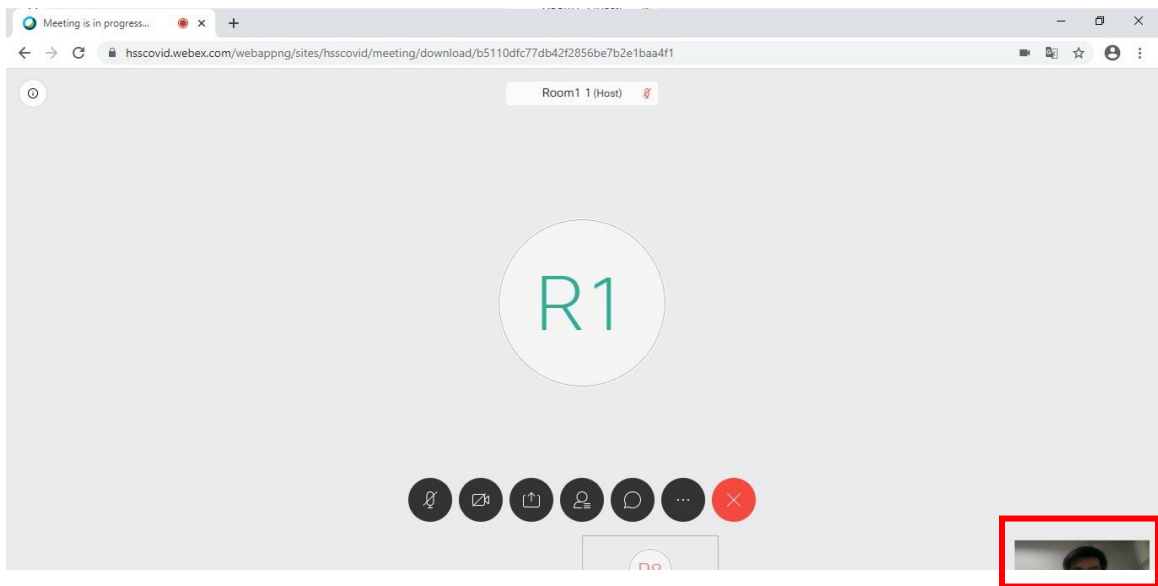 Meeting is in progress...
hsscovid.webex.com/webappng/sites/hsscovid/meeting/download/b5110dfc77db42f2856be7b2e1baa4f1
Room1 1 (Host)
R1